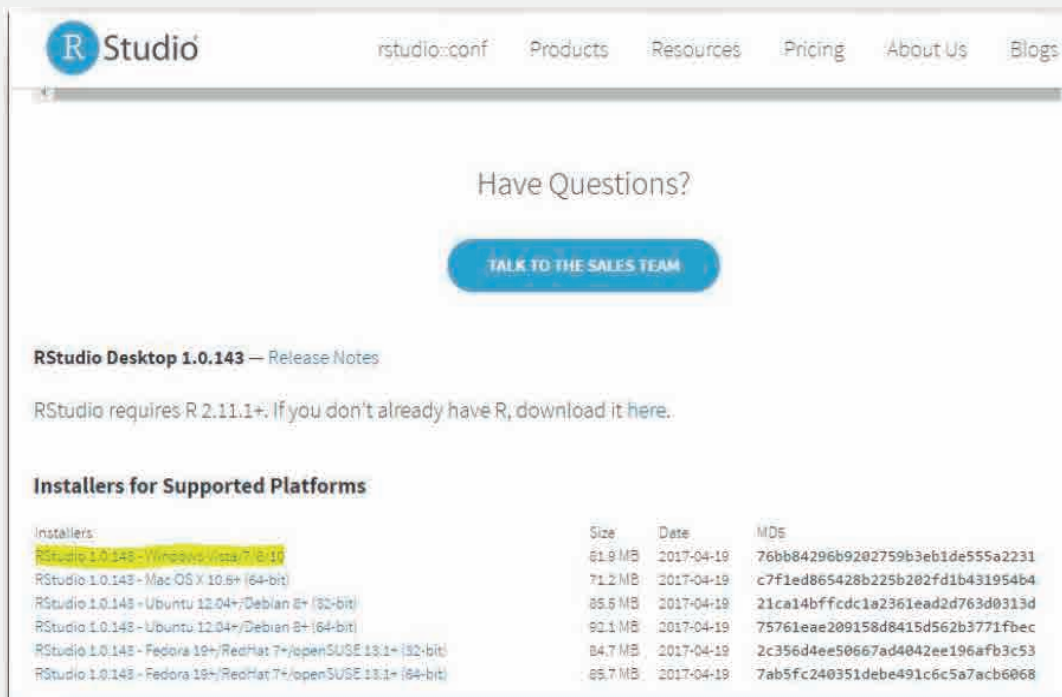 R Studio
rstudio::conf Products Resources Pricing About Us Blogs
Have Questions?
TALK TO THE SALES TEAM
RStudio Desktop 1.0.143 — Release Notes
RStudio requires R 2.11.1+. If you don't already have R, download it here.
Installers for Supported Platforms
Installers Size Date MD5
RStudio 1.0.143 - Windows Vista/7/8/10 81.9 MB 2017-04-19 76bb84296b9202759b3eb1de555a2231
RStudio 1.0.143 - Mac OS X 10.6+ (64-bit) 71.2 MB 2017-04-19 c7f1ed865428b225b202fd1b431954b4
RStudio 1.0.143 - Ubuntu 12.04+/Debian 8+ (32-bit) 85.5 MB 2017-04-19 21ca14bffcdc1a2361ead2d763d0313d
RStudio 1.0.143 - Ubuntu 12.04+/Debian 8+ (64-bit) 92.1 MB 2017-04-19 75761eae209158d8415d562b3771fbec
RStudio 1.0.143 - Fedora 19+/RedHat 7+/openSUSE 13.1+ (32-bit) 84.7 MB 2017-04-19 2c356d4ee50667ad4042ee196afb3c53
RStudio 1.0.143 - Fedora 19+/RedHat 7+/openSUSE 13.1+ (64-bit) 85.7 MB 2017-04-19 7ab5fc240351debe491c6c5a7acb6068